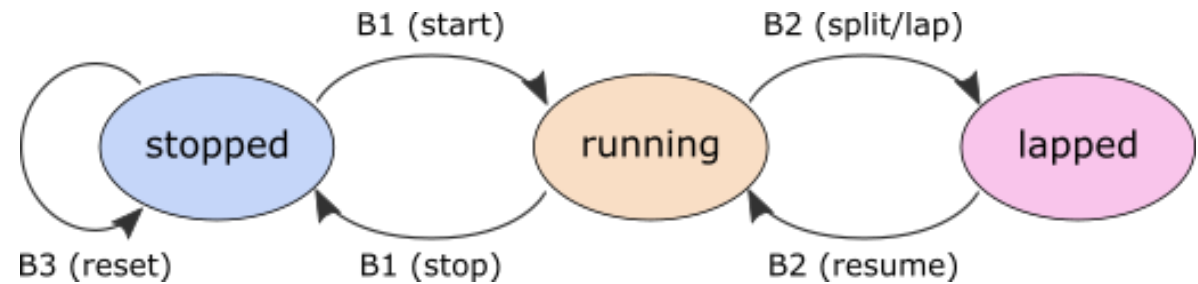 B1 (start)
B2 (split/lap)
stopped
running
lapped
B3 (reset)
B1 (stop)
B2 (resume)